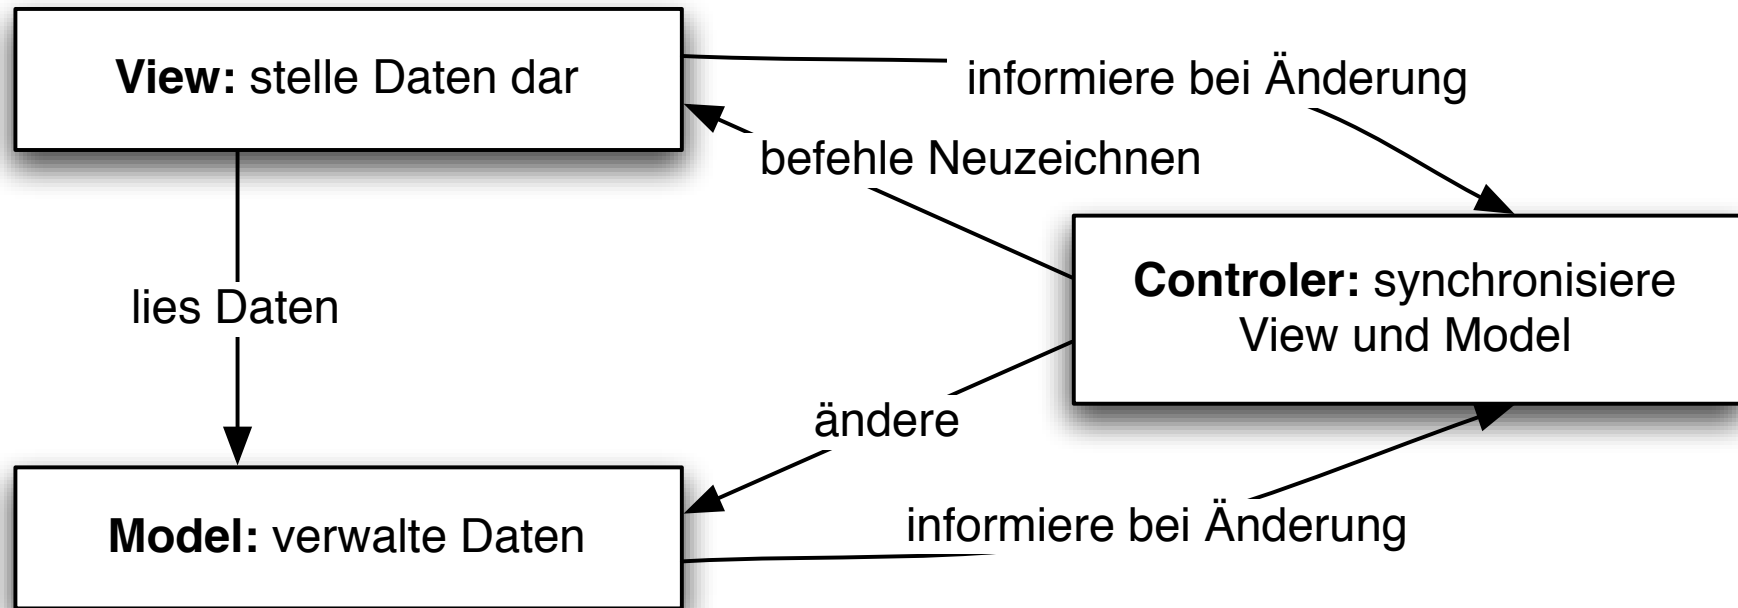 View: stelle Daten dar
informiere bei Änderung
befehle Neuzeichnen
Controler: synchronisiere
View und Model
lies Daten
ändere
informiere bei Änderung
Model: verwalte Daten